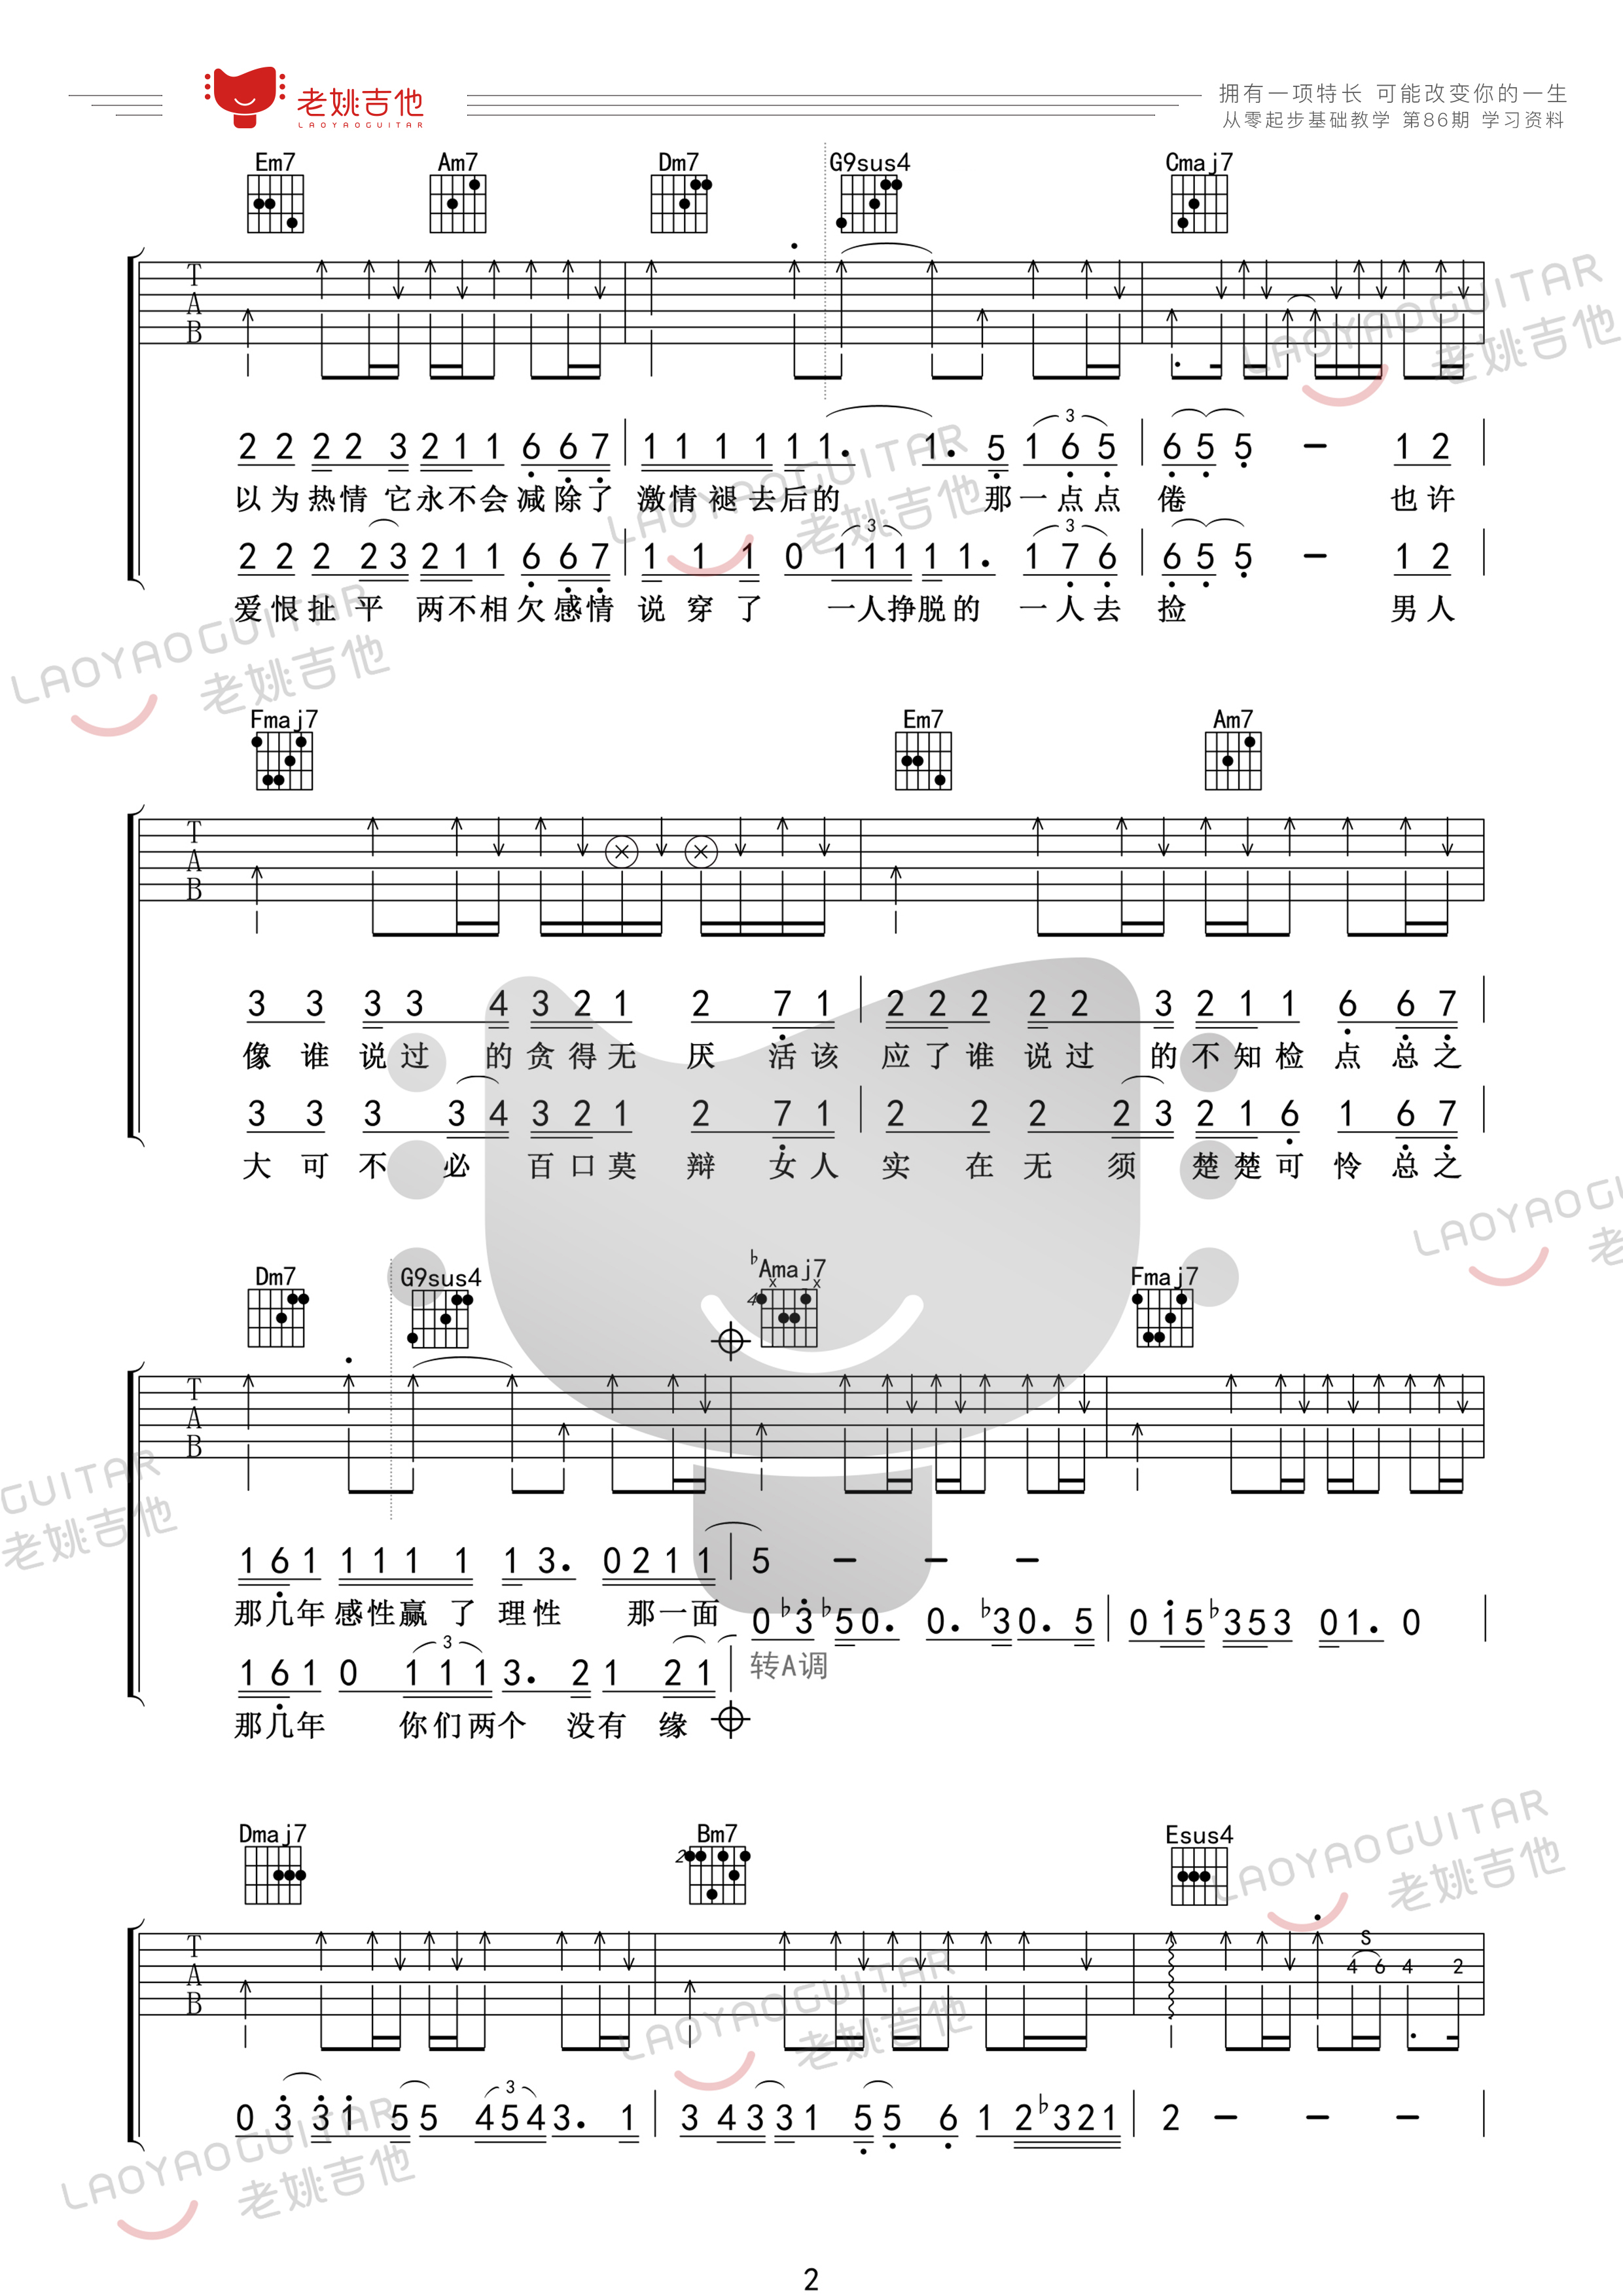 老姚吉他
LAOYAOGUITAR
拥有一项特长 可能改变你的一生
从零起步基础教学 第86期 学习资料
Em7 Am7 Dm7 G9sus4 Cmaj7
T
A
B
2 2 2 2 3 2 1 1 6 6 7 | 1 1 1 1 1 1. 1. 5 1 6 5 | 6 5 5 - 1 2
以为热情 它永不会减除了 激情褪去后的 那一点点 倦 也许
2 2 2 2 3 2 1 1 6 6 7 | 1 1 1 0 1 1 1 1 1. 1 7 6 | 6 5 5 - 1 2
爱恨扯平 两不相欠感情 说穿了 一人挣脱的 一人去 捡 男人
Fmaj7 Em7 Am7
T
A
B
3 3 3 3 4 3 2 1 2 7 1 | 2 2 2 2 2 3 2 1 1 6 6 7 |
像谁说过 的贪得无 厌 活该 应了谁说过 的不知检点总之
3 3 3 3 4 3 2 1 2 7 1 | 2 2 2 2 3 2 1 6 1 6 7 |
大可不必 百口莫 辩 女人 实在无须 楚楚可怜总之
Dm7 G9sus4 ♭Amaj7 Fmaj7
x x
4
T
A
B
1 6 1 1 1 1 1 1 3. 0 2 1 1 | 5 - - -
那几年感性赢了理性 那一面
0 ♭3 ♭5 0. 0. ♭3 0. 5 | 0 1 5 ♭3 5 3 0 1. 0 |
1 6 1 0 1 1 1 3. 2 1 2 1 | 转A调
那几年 你们两个 没有 缘
Dmaj7 Bm7 Esus4
2
T
A
B
S
4 6 4 2
0 3 3 1 5 5 4 5 4 3. 1 | 3 4 3 3 1 5 5 6 1 2 ♭3 2 1 | 2 - - - |
2